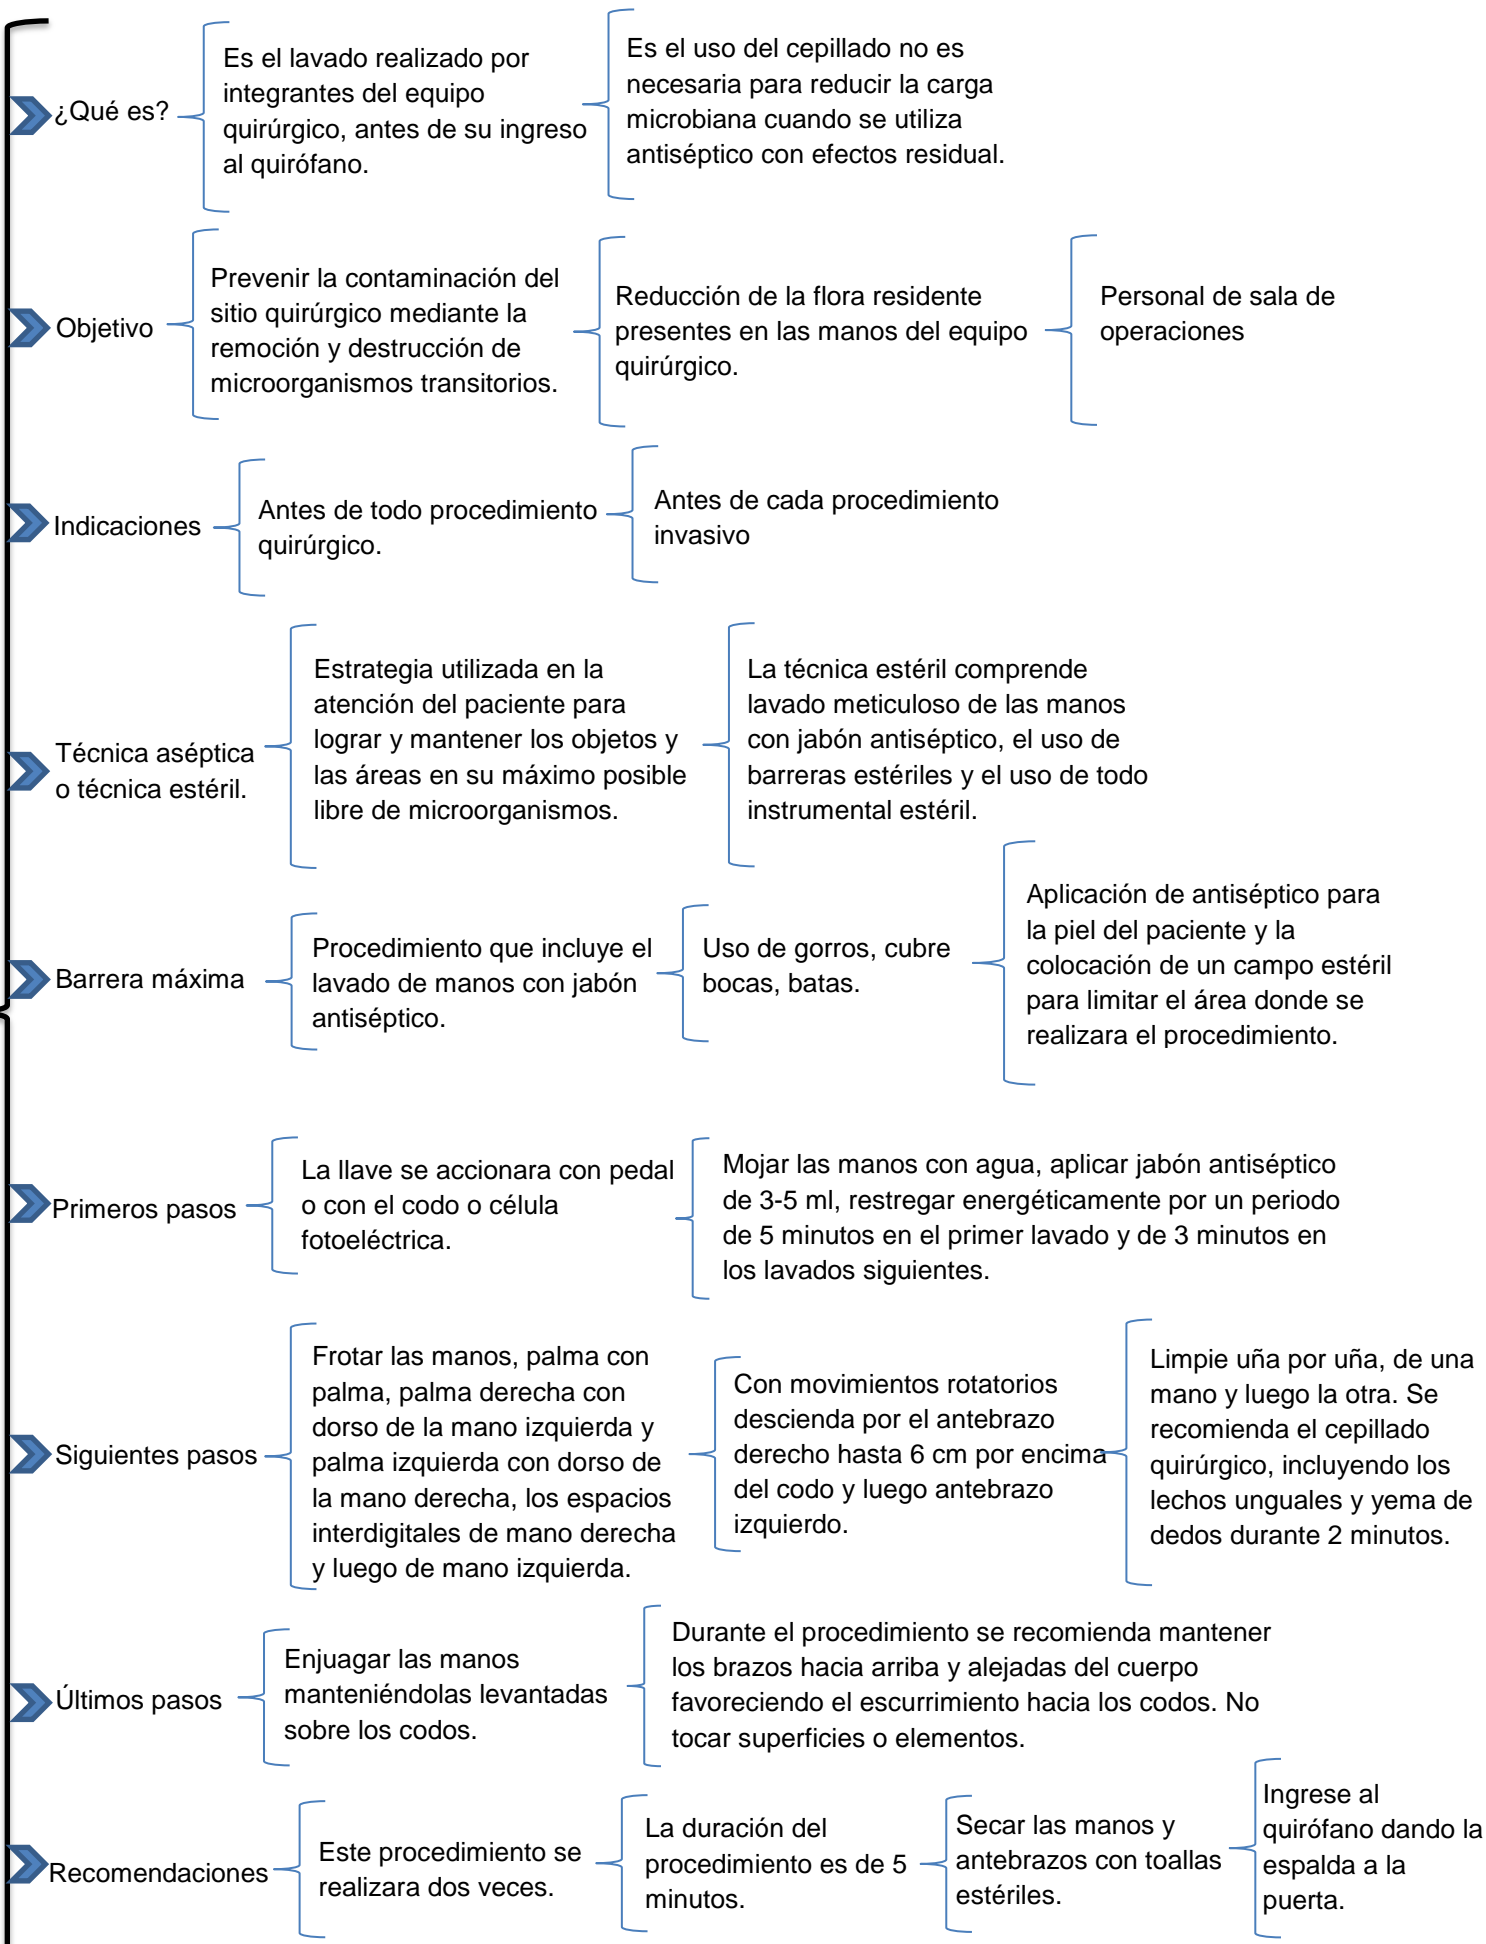 ¿Qué es?
Es el lavado realizado por
integrantes del equipo
quirúrgico, antes de su ingreso
al quirófano.
Es el uso del cepillado no es
necesaria para reducir la carga
microbiana cuando se utiliza
antiséptico con efectos residual.
Objetivo
Prevenir la contaminación del
sitio quirúrgico mediante la
remoción y destrucción de
microorganismos transitorios.
Reducción de la flora residente
presentes en las manos del equipo
quirúrgico.
Personal de sala de
operaciones
Indicaciones
Antes de todo procedimiento
quirúrgico.
Antes de cada procedimiento
invasivo
Técnica aséptica
o técnica estéril.
Estrategia utilizada en la
atención del paciente para
lograr y mantener los objetos y
las áreas en su máximo posible
libre de microorganismos.
La técnica estéril comprende
lavado meticuloso de las manos
con jabón antiséptico, el uso de
barreras estériles y el uso de todo
instrumental estéril.
Barrera máxima
Procedimiento que incluye el
lavado de manos con jabón
antiséptico.
Uso de gorros, cubre
bocas, batas.
Aplicación de antiséptico para
la piel del paciente y la
colocación de un campo estéril
para limitar el área donde se
realizara el procedimiento.
Primeros pasos
La llave se accionara con pedal
o con el codo o célula
fotoeléctrica.
Mojar las manos con agua, aplicar jabón antiséptico
de 3-5 ml, restregar energéticamente por un periodo
de 5 minutos en el primer lavado y de 3 minutos en
los lavados siguientes.
Siguientes pasos
Frotar las manos, palma con
palma, palma derecha con
dorso de la mano izquierda y
palma izquierda con dorso de
la mano derecha, los espacios
interdigitales de mano derecha
y luego de mano izquierda.
Con movimientos rotatorios
descienda por el antebrazo
derecho hasta 6 cm por encima
del codo y luego antebrazo
izquierdo.
Limpie uña por uña, de una
mano y luego la otra. Se
recomienda el cepillado
quirúrgico, incluyendo los
lechos unguales y yema de
dedos durante 2 minutos.
Últimos pasos
Enjuagar las manos
manteniéndolas levantadas
sobre los codos.
Durante el procedimiento se recomienda mantener
los brazos hacia arriba y alejadas del cuerpo
favoreciendo el escurrimiento hacia los codos. No
tocar superficies o elementos.
Recomendaciones
Este procedimiento se
realizara dos veces.
La duración del
procedimiento es de 5
minutos.
Secar las manos y
antebrazos con toallas
estériles.
Ingrese al
quirófano dando la
espalda a la
puerta.